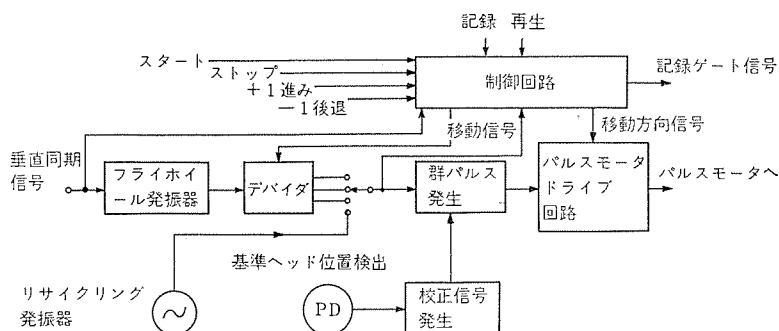 記録 再生
スタート
ストップ
+1進み
-1後退
制御回路
記録ゲート信号
移動信号
移動方向信号
垂直同期
信号
フライホイ
ール発振器
デバイダ
群パルス
発生
パルスモータ
ドライブ
回路
パルスモータへ
基準ヘッド位置検出
リサイクリング
発振器
PD
校正信号
発生